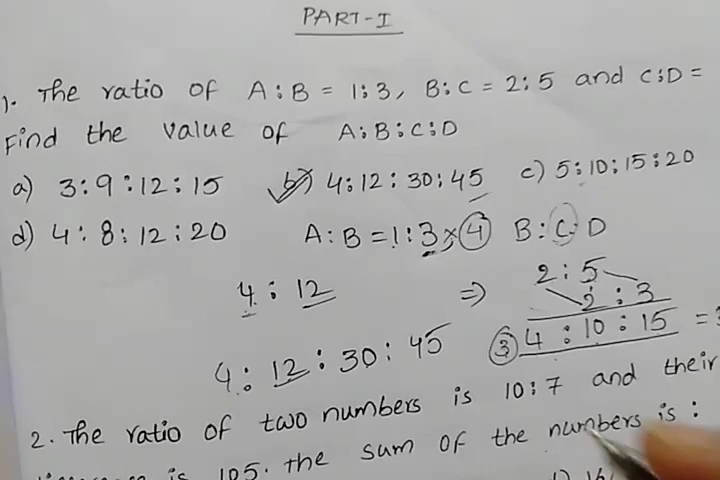 PART-I
1. The ratio of A:B = 1:3, B:C = 2:5 and C:D =
Find the value of A:B:C:D
a) 3:9:12:15 b) 4:12:30:45 c) 5:10:15:20
d) 4:8:12:20 A:B = 1:3×4 B:C:D
4:12 ⇒ 2:5
2:3
3 4:10:15 =
4:12:30:45
2. The ratio of two numbers is 10:7 and their
is 105. The sum of the numbers is: